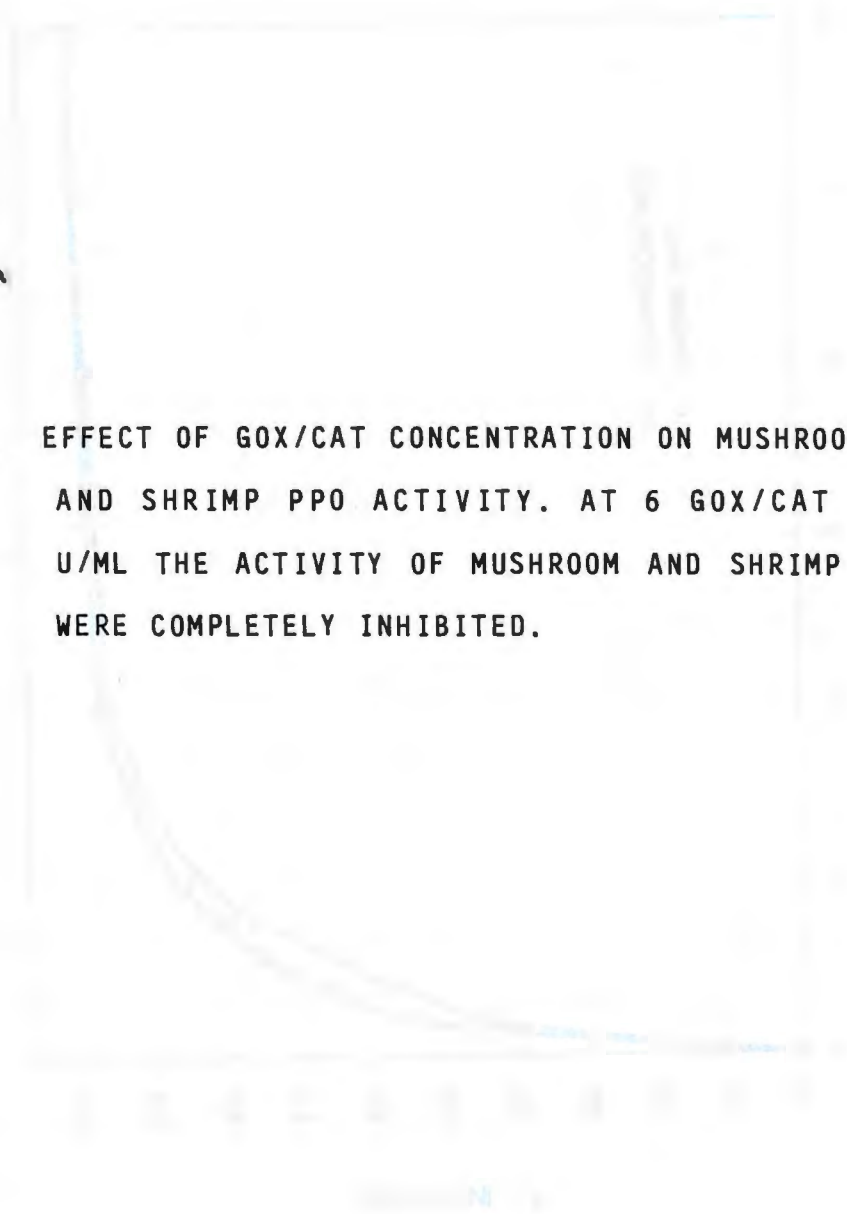 EFFECT OF GOX/CAT CONCENTRATION ON MUSHROO
AND SHRIMP PPO ACTIVITY. AT 6 GOX/CAT
U/ML THE ACTIVITY OF MUSHROOM AND SHRIMP
WERE COMPLETELY INHIBITED.